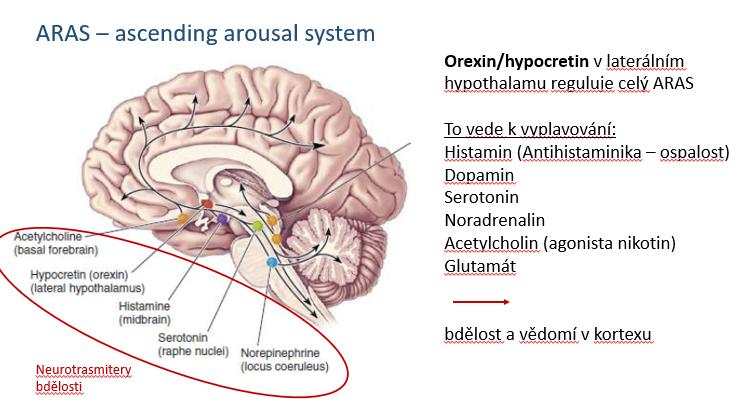 ARAS – ascending arousal system
Orexin/hypocretin v laterálním
hypothalamu reguluje celý ARAS
To vede k vyplavování:
Histamin (Antihistaminika – ospalost)
Dopamin
Serotonin
Noradrenalin
Acetylcholin (agonista nikotin)
Glutamát
bdělost a vědomí v kortexu
Acetylcholine
(basal forebrain)
Hypocretin (orexin)
(lateral hypothalamus)
Histamine
(midbrain)
Serotonin
(raphe nuclei)
Norepinephrine
(locus coeruleus)
Neurotrasmitery
bdělosti